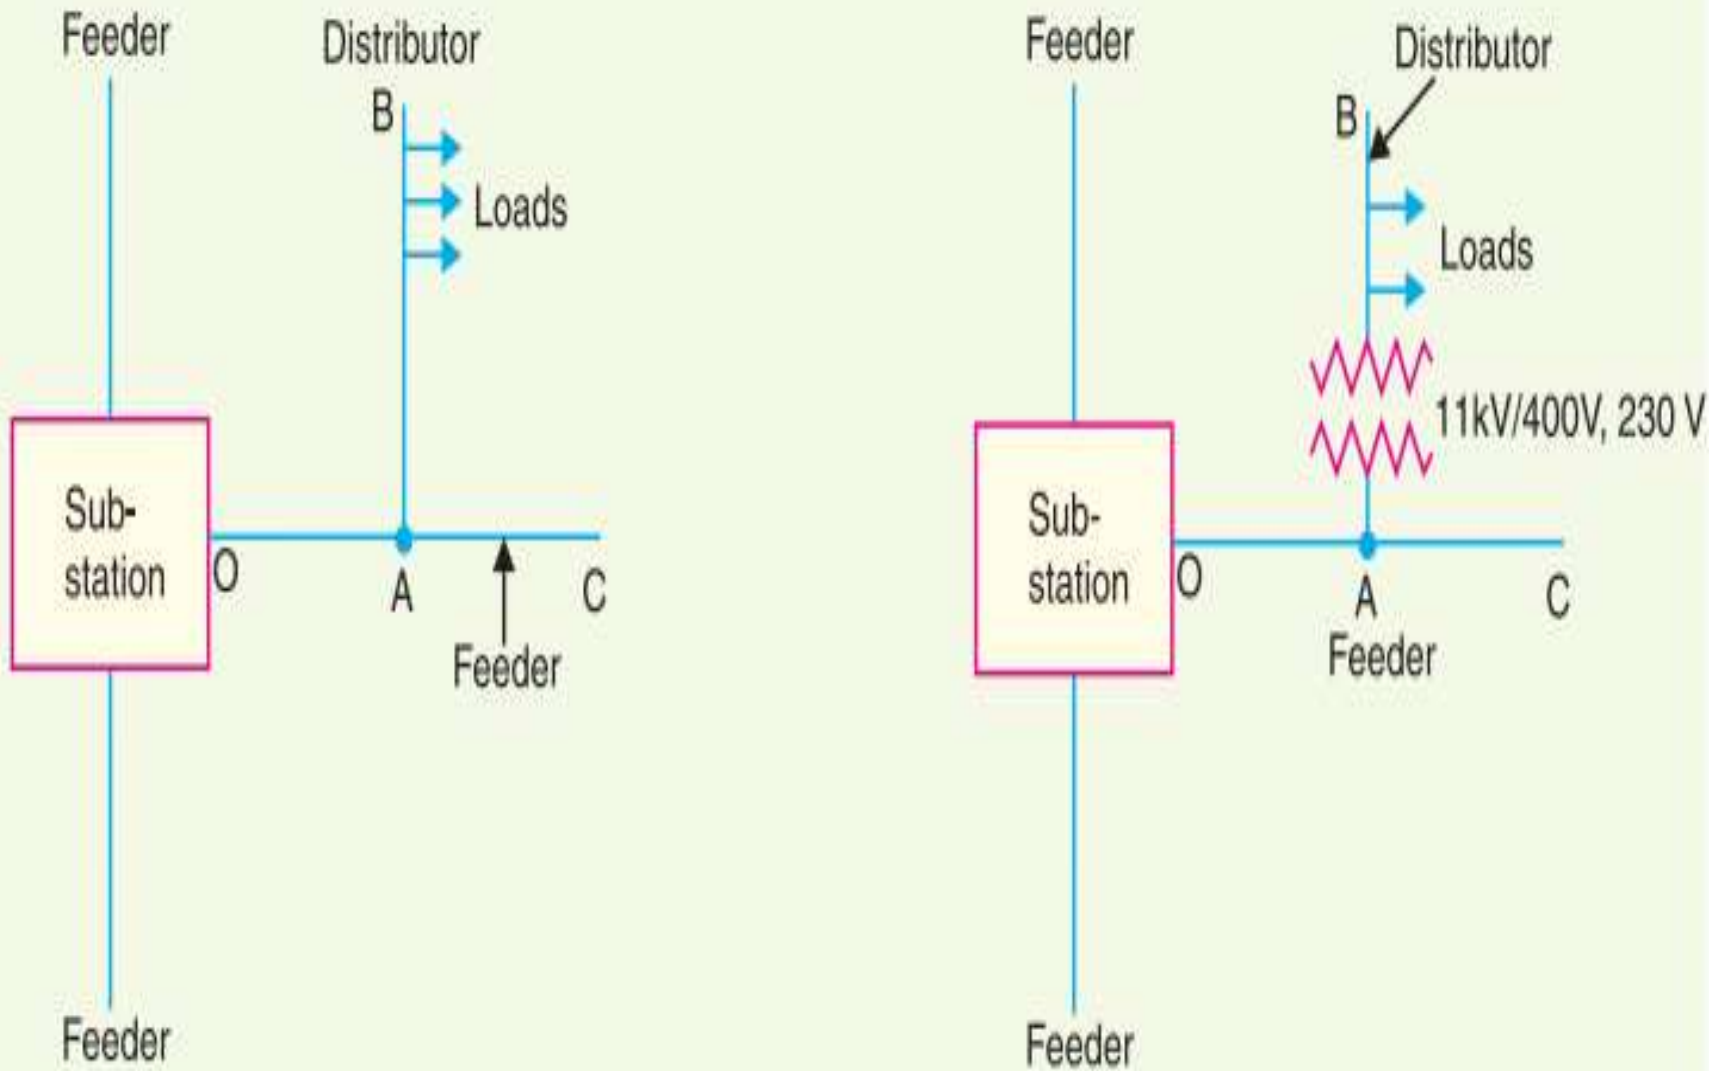 Feeder
Distributor
B
Loads
Sub-
station
O
A
C
Feeder
Feeder
Feeder
Distributor
B
Loads
11kV/400V, 230 V
Sub-
station
O
A
C
Feeder
Feeder